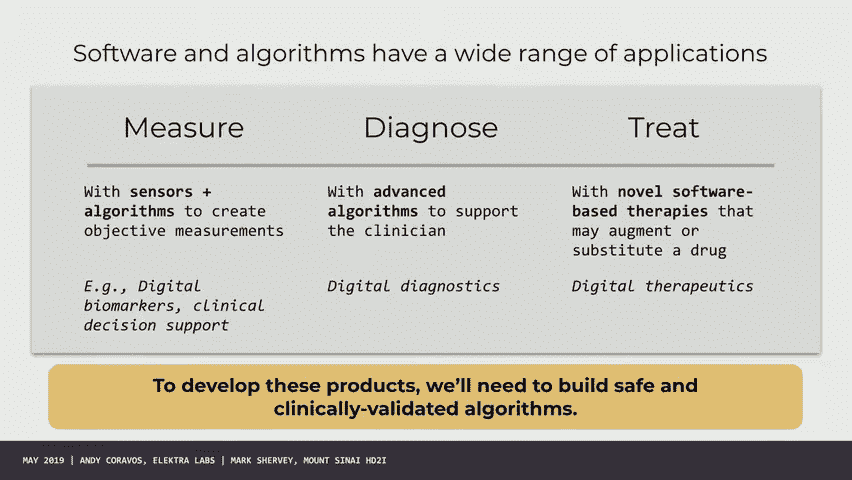 Software and algorithms have a wide range of applications
Measure
With sensors +
algorithms to create
objective measurements
E.g., Digital
biomarkers, clinical
decision support
Diagnose
With advanced
algorithms to support
the clinician
Digital diagnostics
Treat
With novel software-
based therapies that
may augment or
substitute a drug
Digital therapeutics
To develop these products, we'll need to build safe and
clinically-validated algorithms.
MAY 2019 | ANDY CORAVOS, ELEKTRA LABS | MARK SHERVEY, MOUNT SINAI HD2I